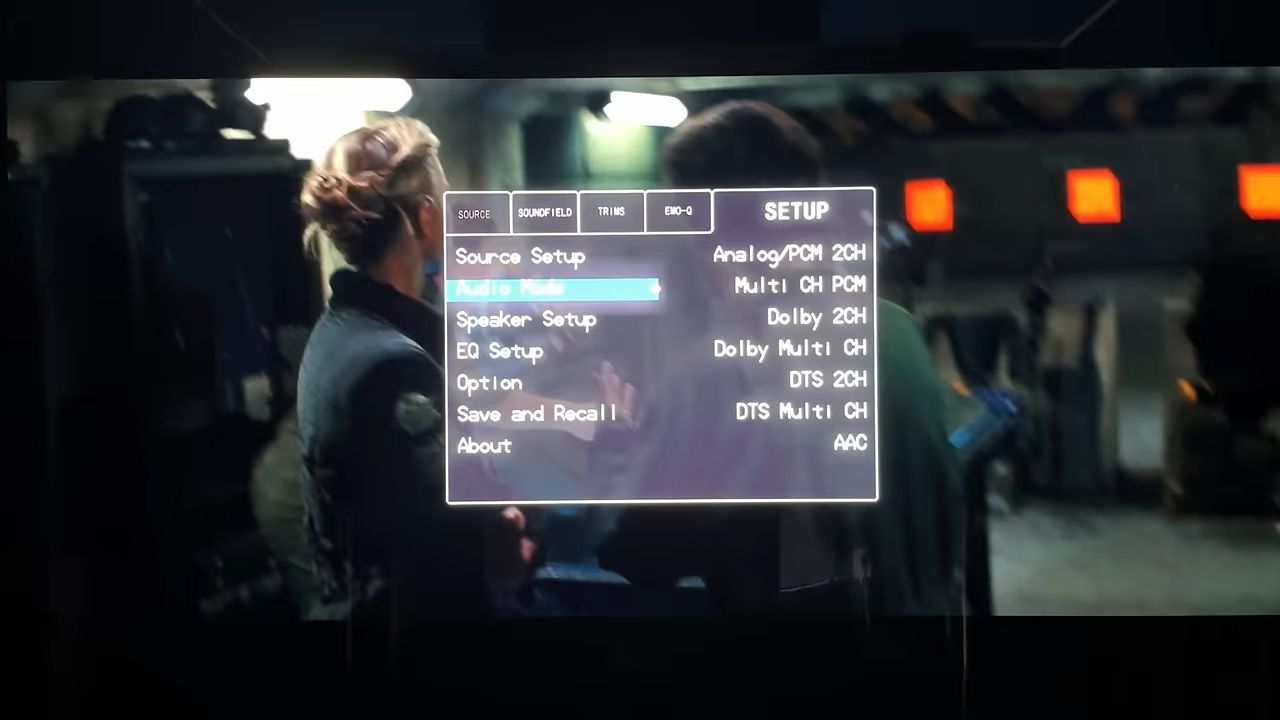 SOURCE SOUNDFIELD TRIMS EMO-Q SETUP
Source Setup Analog/PCM 2CH
Audio Mode Multi CH PCM
Speaker Setup Dolby 2CH
EQ Setup Dolby Multi CH
Option DTS 2CH
Save and Recall DTS Multi CH
About AAC